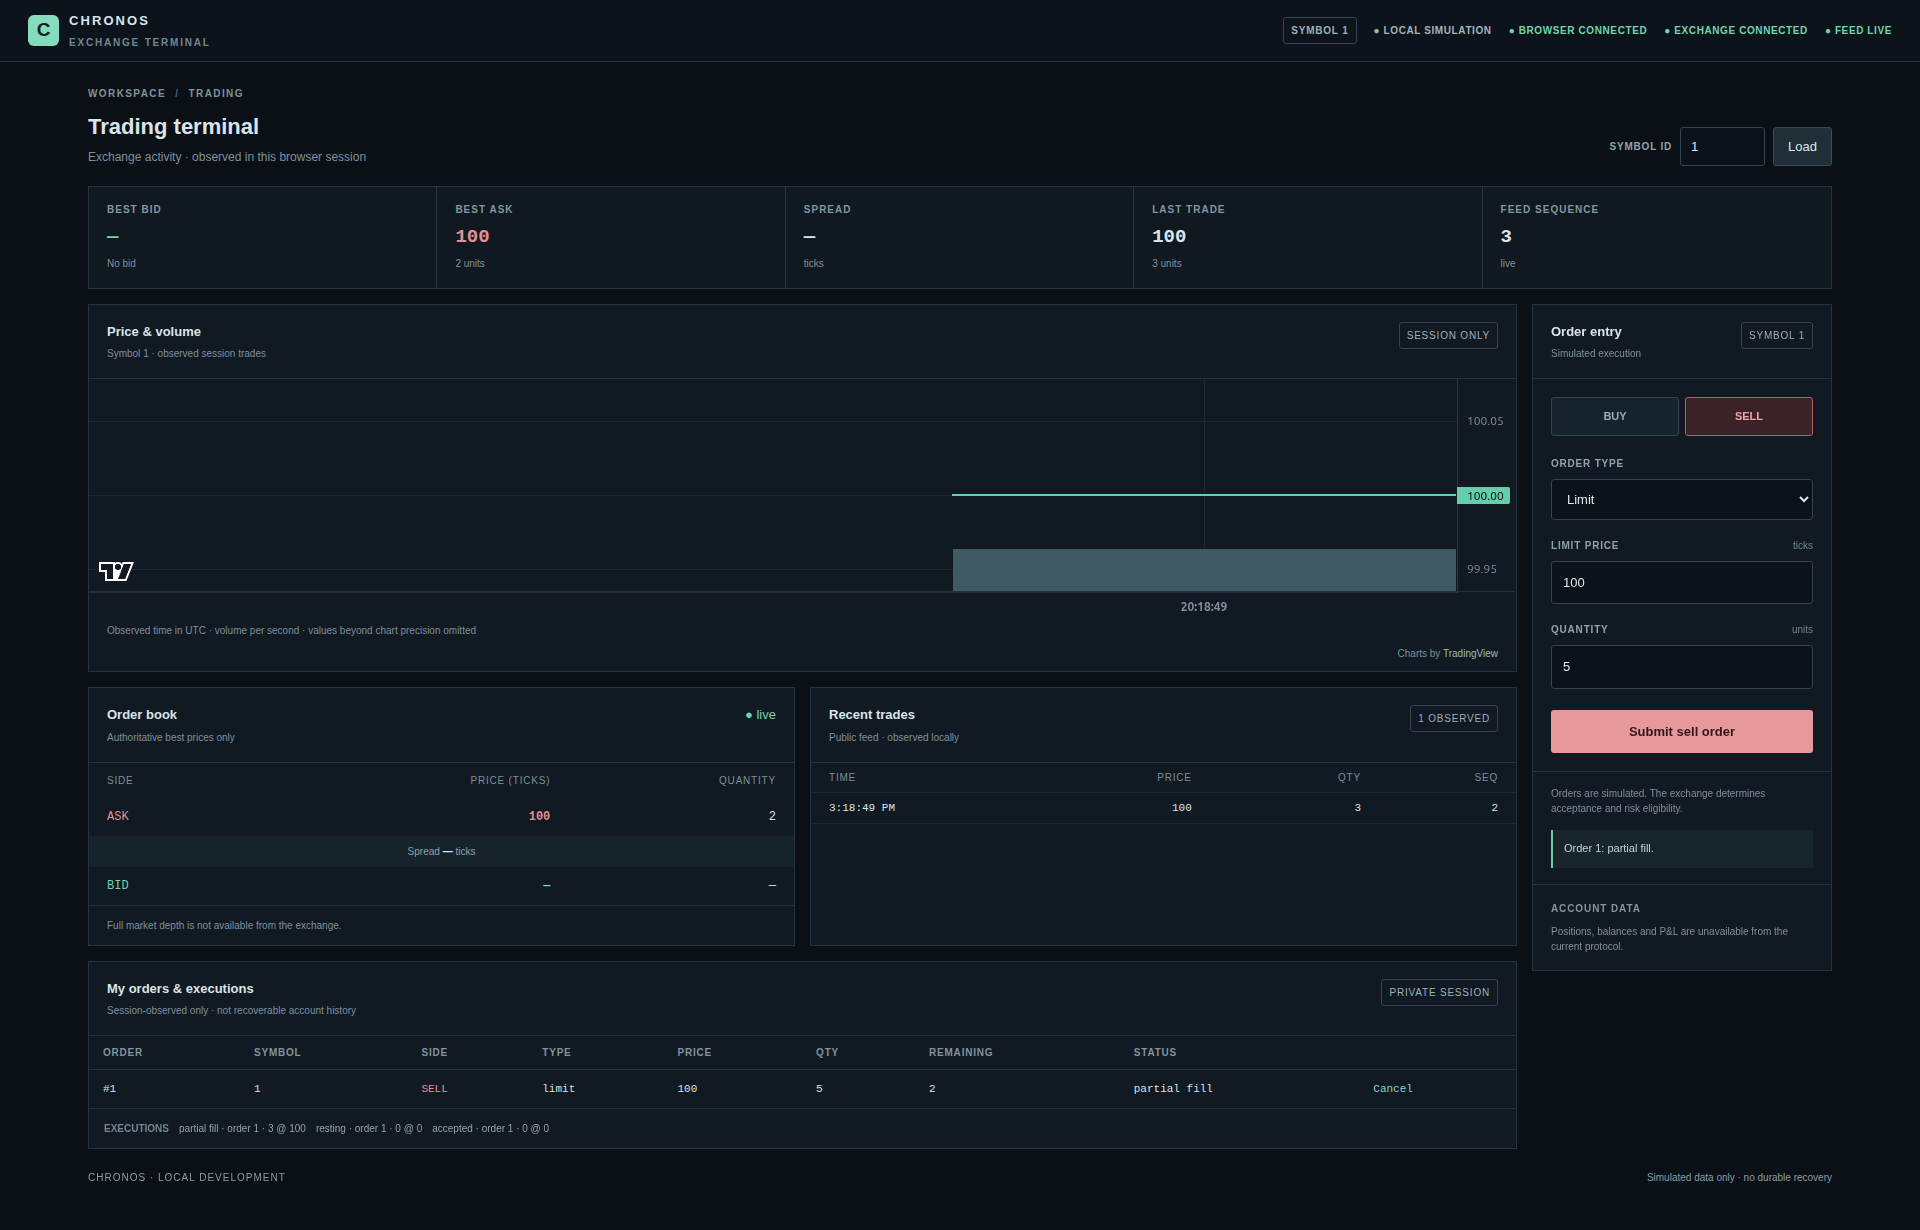 C CHRONOS
EXCHANGE TERMINAL
SYMBOL 1 ● LOCAL SIMULATION ● BROWSER CONNECTED ● EXCHANGE CONNECTED ● FEED LIVE
WORKSPACE / TRADING
Trading terminal
Exchange activity · observed in this browser session
SYMBOL ID 1 Load
BEST BID
—
No bid
BEST ASK
100
2 units
SPREAD
—
ticks
LAST TRADE
100
3 units
FEED SEQUENCE
3
live
Price & volume
Symbol 1 · observed session trades
SESSION ONLY
100.05
100.00
99.95
20:18:49
Observed time in UTC · volume per second · values beyond chart precision omitted
Charts by TradingView
Order entry
Simulated execution
SYMBOL 1
BUY SELL
ORDER TYPE
Limit
LIMIT PRICE ticks
100
QUANTITY units
5
Submit sell order
Orders are simulated. The exchange determines
acceptance and risk eligibility.
Order 1: partial fill.
ACCOUNT DATA
Positions, balances and P&L are unavailable from the
current protocol.
Order book
Authoritative best prices only
● live
SIDE PRICE (TICKS) QUANTITY
ASK 100 2
Spread — ticks
BID — —
Full market depth is not available from the exchange.
Recent trades
Public feed · observed locally
1 OBSERVED
TIME PRICE QTY SEQ
3:18:49 PM 100 3 2
My orders & executions
Session-observed only · not recoverable account history
PRIVATE SESSION
ORDER SYMBOL SIDE TYPE PRICE QTY REMAINING STATUS
#1 1 SELL limit 100 5 2 partial fill Cancel
EXECUTIONS partial fill · order 1 · 3 @ 100 resting · order 1 · 0 @ 0 accepted · order 1 · 0 @ 0
CHRONOS · LOCAL DEVELOPMENT
Simulated data only · no durable recovery